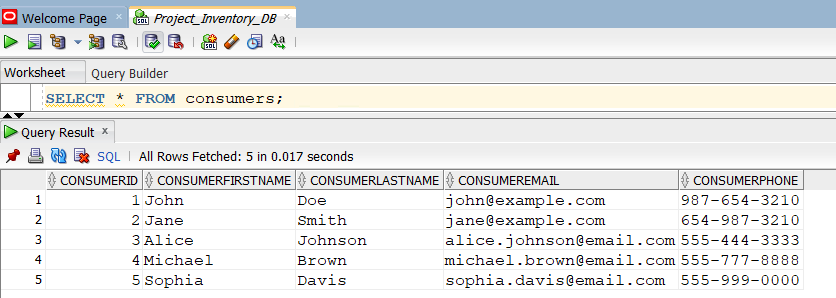 Welcome Page × Project_Inventory_DB ×
Worksheet Query Builder
SELECT * FROM consumers;
Query Result ×
SQL | All Rows Fetched: 5 in 0.017 seconds
CONSUMERID CONSUMERFIRSTNAME CONSUMERLASTNAME CONSUMEREMAIL CONSUMERPHONE
1 1 John Doe john@example.com 987-654-3210
2 2 Jane Smith jane@example.com 654-987-3210
3 3 Alice Johnson alice.johnson@email.com 555-444-3333
4 4 Michael Brown michael.brown@email.com 555-777-8888
5 5 Sophia Davis sophia.davis@email.com 555-999-0000